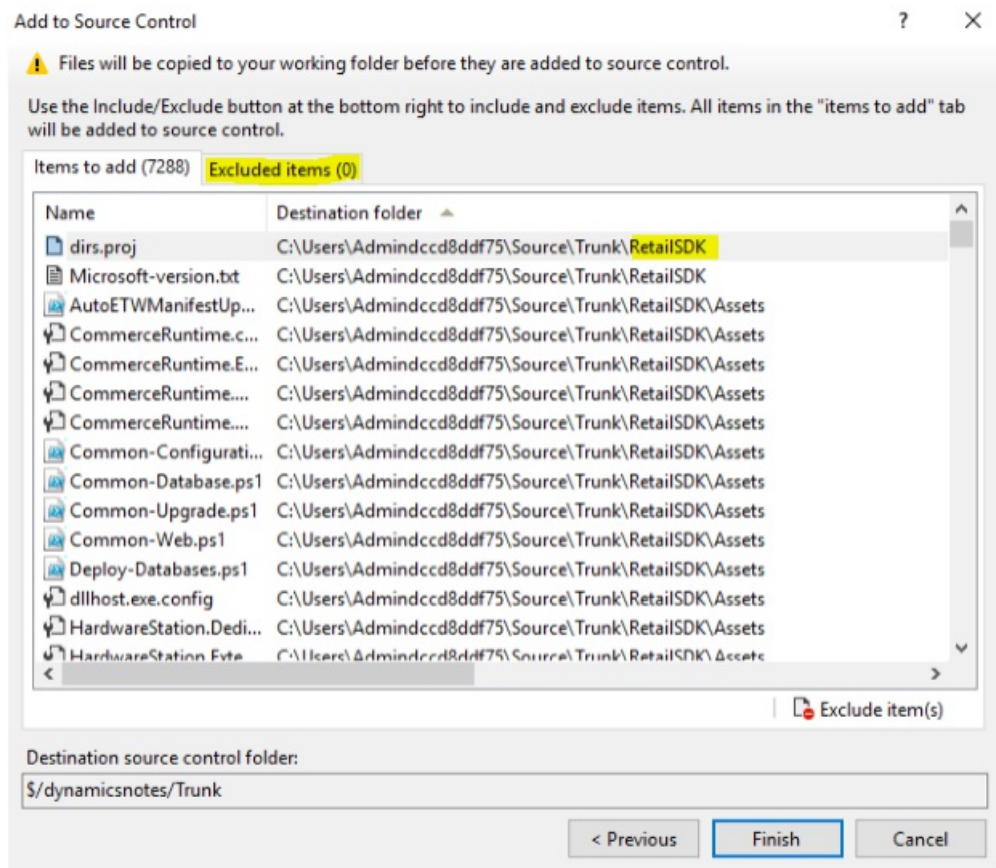 Add to Source Control
Files will be copied to your working folder before they are added to source control.
Use the Include/Exclude button at the bottom right to include and exclude items. All items in the "items to add" tab
will be added to source control.
Items to add (7288) Excluded items (0)
Name Destination folder
dirs.proj C:\Users\Admindccd8ddf75\Source\Trunk\RetailSDK
Microsoft-version.txt C:\Users\Admindccd8ddf75\Source\Trunk\RetailSDK
AutoETWManifestUp... C:\Users\Admindccd8ddf75\Source\Trunk\RetailSDK\Assets
CommerceRuntime.c... C:\Users\Admindccd8ddf75\Source\Trunk\RetailSDK\Assets
CommerceRuntime.E... C:\Users\Admindccd8ddf75\Source\Trunk\RetailSDK\Assets
CommerceRuntime.... C:\Users\Admindccd8ddf75\Source\Trunk\RetailSDK\Assets
CommerceRuntime.... C:\Users\Admindccd8ddf75\Source\Trunk\RetailSDK\Assets
Common-Configurati... C:\Users\Admindccd8ddf75\Source\Trunk\RetailSDK\Assets
Common-Database.ps1 C:\Users\Admindccd8ddf75\Source\Trunk\RetailSDK\Assets
Common-Upgrade.ps1 C:\Users\Admindccd8ddf75\Source\Trunk\RetailSDK\Assets
Common-Web.ps1 C:\Users\Admindccd8ddf75\Source\Trunk\RetailSDK\Assets
Deploy-Databases.ps1 C:\Users\Admindccd8ddf75\Source\Trunk\RetailSDK\Assets
dllhost.exe.config C:\Users\Admindccd8ddf75\Source\Trunk\RetailSDK\Assets
HardwareStation.Dedi... C:\Users\Admindccd8ddf75\Source\Trunk\RetailSDK\Assets
HardwareStation.Exte... C:\Users\Admindccd8ddf75\Source\Trunk\RetailSDK\Assets
Exclude item(s)
Destination source control folder:
$/dynamicsnotes/Trunk
< Previous Finish Cancel